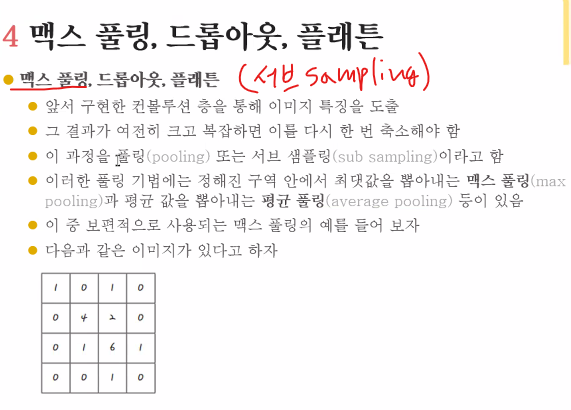 4 맥스 풀링, 드롭아웃, 플래튼
맥스 풀링, 드롭아웃, 플래튼 (서브 sampling)
앞서 구현한 컨볼루션 층을 통해 이미지 특징을 도출
그 결과가 여전히 크고 복잡하면 이를 다시 한 번 축소해야 함
이 과정을 풀링(pooling) 또는 서브 샘플링(sub sampling)이라고 함
이러한 풀링 기법에는 정해진 구역 안에서 최댓값을 뽑아내는 맥스 풀링(max
pooling)과 평균 값을 뽑아내는 평균 풀링(average pooling) 등이 있음
이 중 보편적으로 사용되는 맥스 풀링의 예를 들어 보자
다음과 같은 이미지가 있다고 하자
1 0 1 0
0 4 2 0
0 1 6 1
0 0 1 0